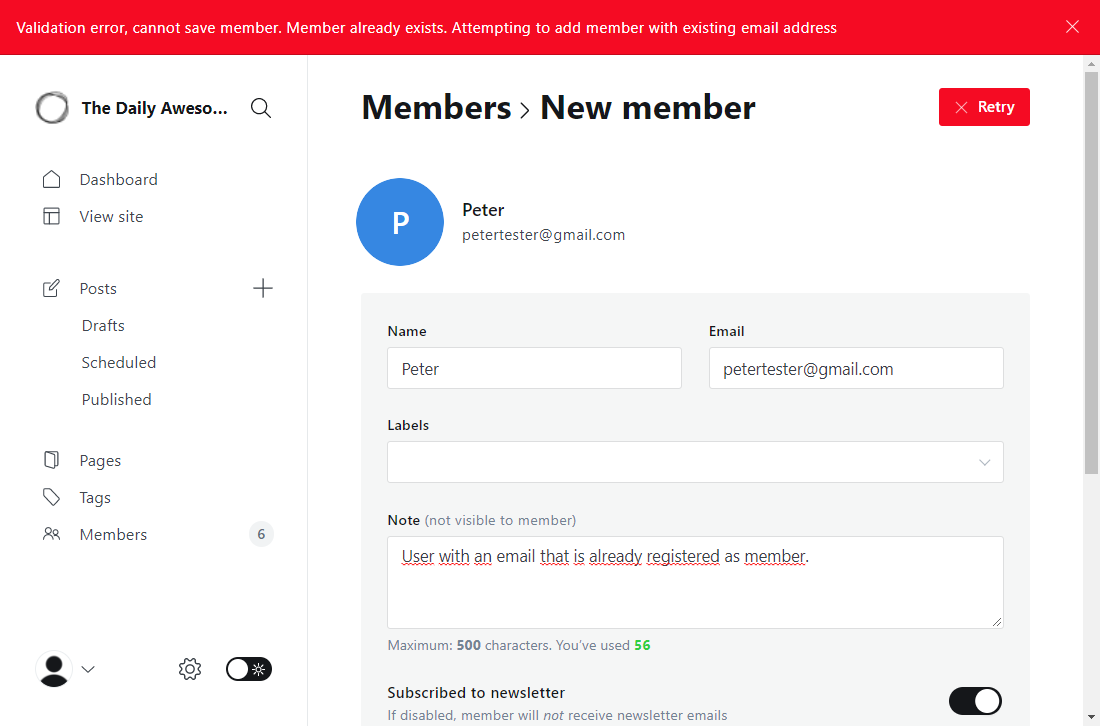 Validation error, cannot save member. Member already exists. Attempting to add member with existing email address
The Daily Aweso...
Members > New member
Retry
Dashboard
View site
P
Peter
petertester@gmail.com
Posts
Drafts
Scheduled
Published
Name
Email
Peter
petertester@gmail.com
Labels
Pages
Tags
Members
6
Note (not visible to member)
User with an email that is already registered as member.
Maximum: 500 characters. You’ve used 56
Subscribed to newsletter
If disabled, member will not receive newsletter emails